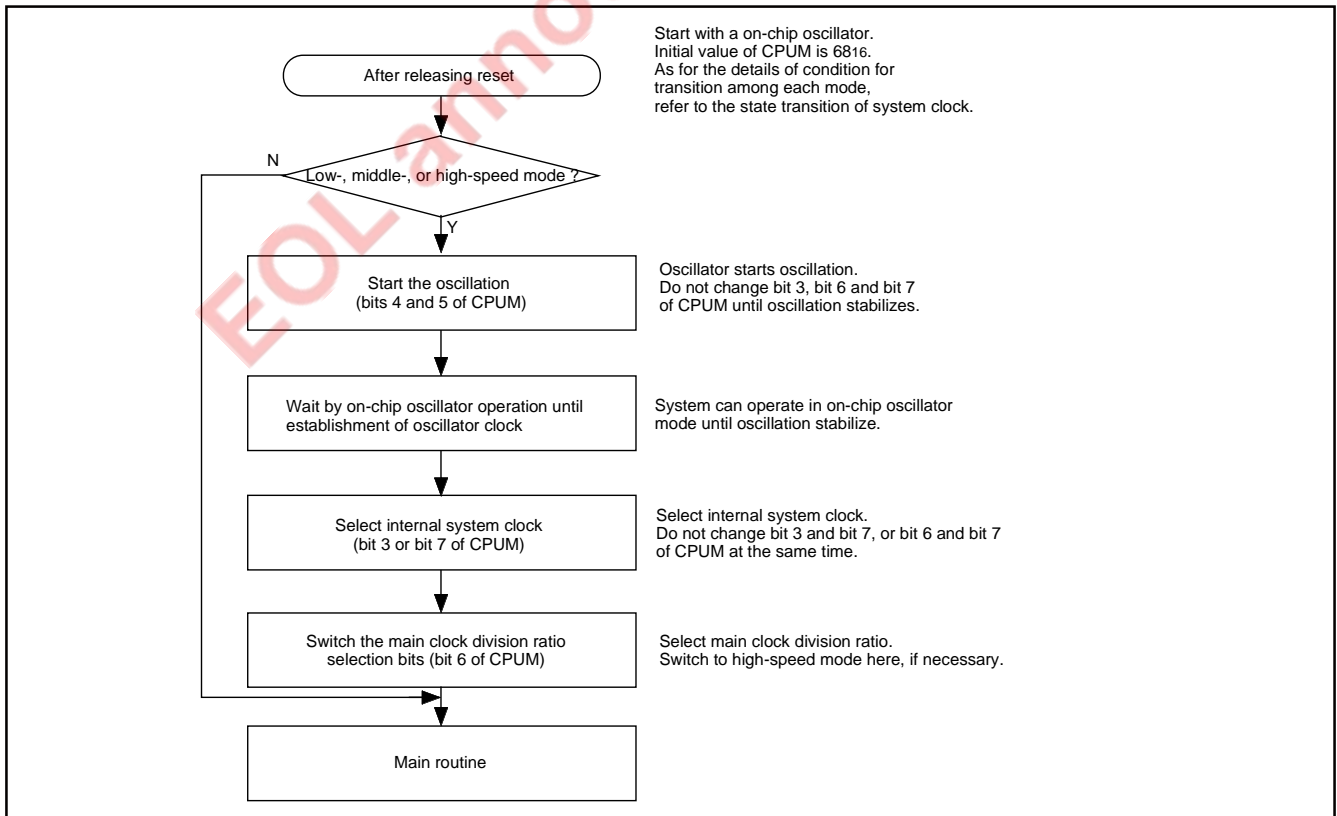 Start with a on-chip oscillator.
Initial value of CPUM is 6816.
As for the details of condition for
transition among each mode,
refer to the state transition of system clock.
After releasing reset
N
Low-, middle-, or high-speed mode ?
Y
Start the oscillation
(bits 4 and 5 of CPUM)
Oscillator starts oscillation.
Do not change bit 3, bit 6 and bit 7
of CPUM until oscillation stabilizes.
Wait by on-chip oscillator operation until
establishment of oscillator clock
System can operate in on-chip oscillator
mode until oscillation stabilize.
Select internal system clock
(bit 3 or bit 7 of CPUM)
Select internal system clock.
Do not change bit 3 and bit 7, or bit 6 and bit 7
of CPUM at the same time.
Switch the main clock division ratio
selection bits (bit 6 of CPUM)
Select main clock division ratio.
Switch to high-speed mode here, if necessary.
Main routine
EOL anno